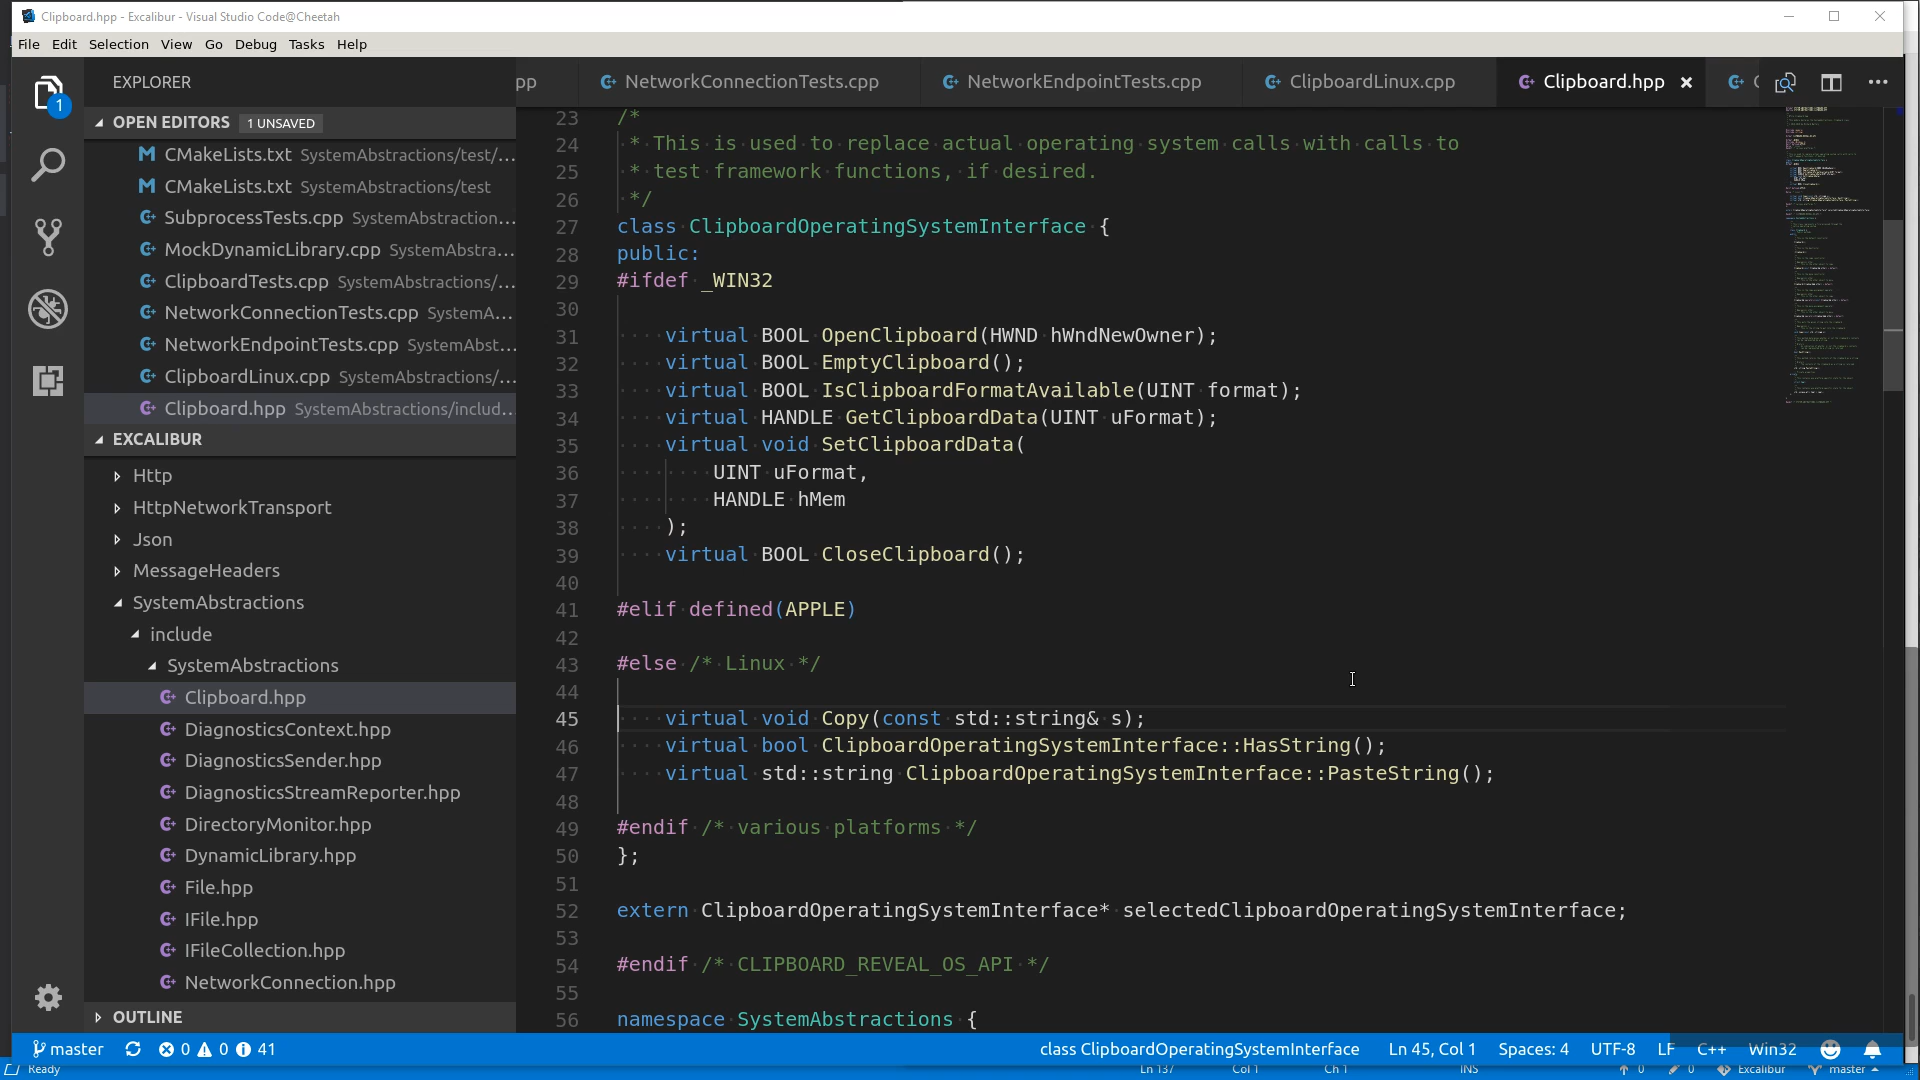 Clipboard.hpp - Excalibur - Visual Studio Code@Cheetah
File Edit Selection View Go Debug Tasks Help
EXPLORER
pp NetworkConnectionTests.cpp NetworkEndpointTests.cpp ClipboardLinux.cpp Clipboard.hpp
OPEN EDITORS 1 UNSAVED
CMakeLists.txt SystemAbstractions/test/...
CMakeLists.txt SystemAbstractions/test
SubprocessTests.cpp SystemAbstraction...
MockDynamicLibrary.cpp SystemAbstra...
ClipboardTests.cpp SystemAbstractions/...
NetworkConnectionTests.cpp SystemA...
NetworkEndpointTests.cpp SystemAbst...
ClipboardLinux.cpp SystemAbstractions/...
Clipboard.hpp SystemAbstractions/includ...
EXCALIBUR
Http
HttpNetworkTransport
Json
MessageHeaders
SystemAbstractions
include
SystemAbstractions
Clipboard.hpp
DiagnosticsContext.hpp
DiagnosticsSender.hpp
DiagnosticsStreamReporter.hpp
DirectoryMonitor.hpp
DynamicLibrary.hpp
File.hpp
IFile.hpp
IFileCollection.hpp
NetworkConnection.hpp
OUTLINE
23 /*
24 * This is used to replace actual operating system calls with calls to
25 * test framework functions, if desired.
26 */
27 class ClipboardOperatingSystemInterface {
28 public:
29 #ifdef _WIN32
30
31 virtual BOOL OpenClipboard(HWND hWndNewOwner);
32 virtual BOOL EmptyClipboard();
33 virtual BOOL IsClipboardFormatAvailable(UINT format);
34 virtual HANDLE GetClipboardData(UINT uFormat);
35 virtual void SetClipboardData(
36 UINT uFormat,
37 HANDLE hMem
38 );
39 virtual BOOL CloseClipboard();
40
41 #elif defined(APPLE)
42
43 #else /* Linux */
44
45 virtual void Copy(const std::string& s);
46 virtual bool ClipboardOperatingSystemInterface::HasString();
47 virtual std::string ClipboardOperatingSystemInterface::PasteString();
48
49 #endif /* various platforms */
50 };
51
52 extern ClipboardOperatingSystemInterface* selectedClipboardOperatingSystemInterface;
53
54 #endif /* CLIPBOARD_REVEAL_OS_API */
55
56 namespace SystemAbstractions {
master 0 0 41 class ClipboardOperatingSystemInterface Ln 45, Col 1 Spaces: 4 UTF-8 LF C++ Win32
Ready Ln 137 Col 1 Ch 1 INS 0 0 Excalibur master